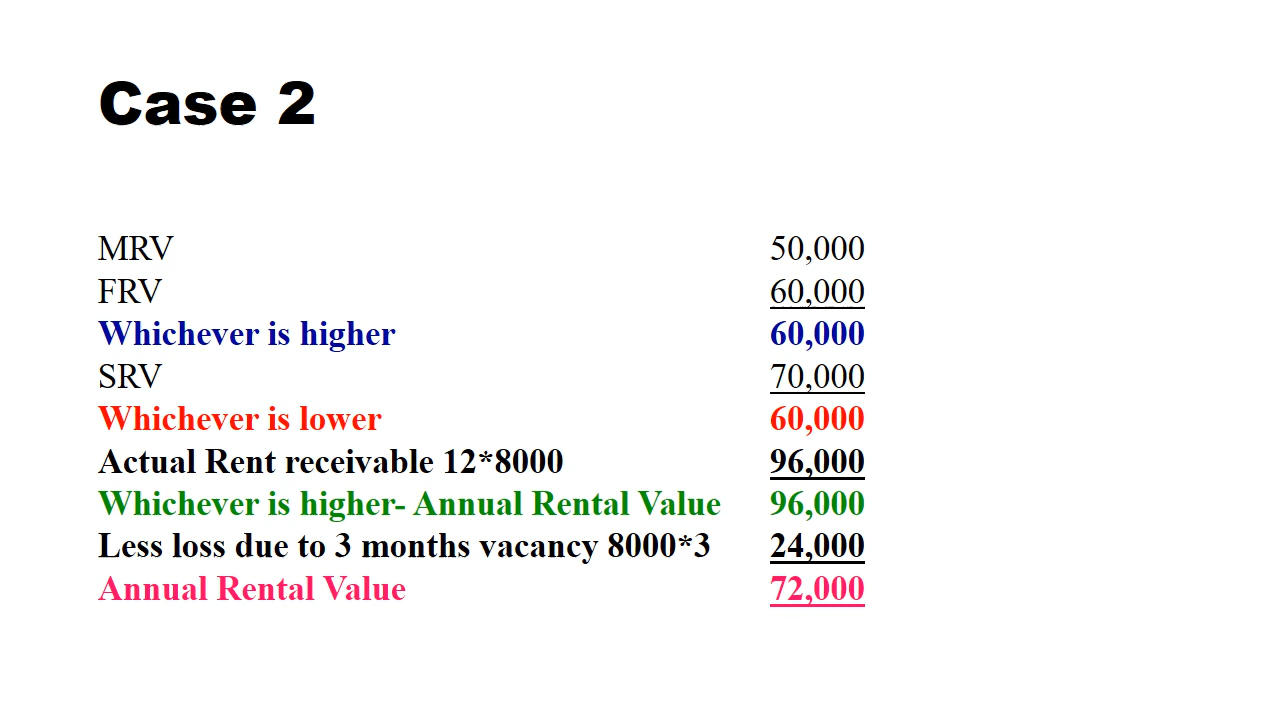 Case 2
MRV 50,000
FRV 60,000
Whichever is higher 60,000
SRV 70,000
Whichever is lower 60,000
Actual Rent receivable 12*8000 96,000
Whichever is higher- Annual Rental Value 96,000
Less loss due to 3 months vacancy 8000*3 24,000
Annual Rental Value 72,000